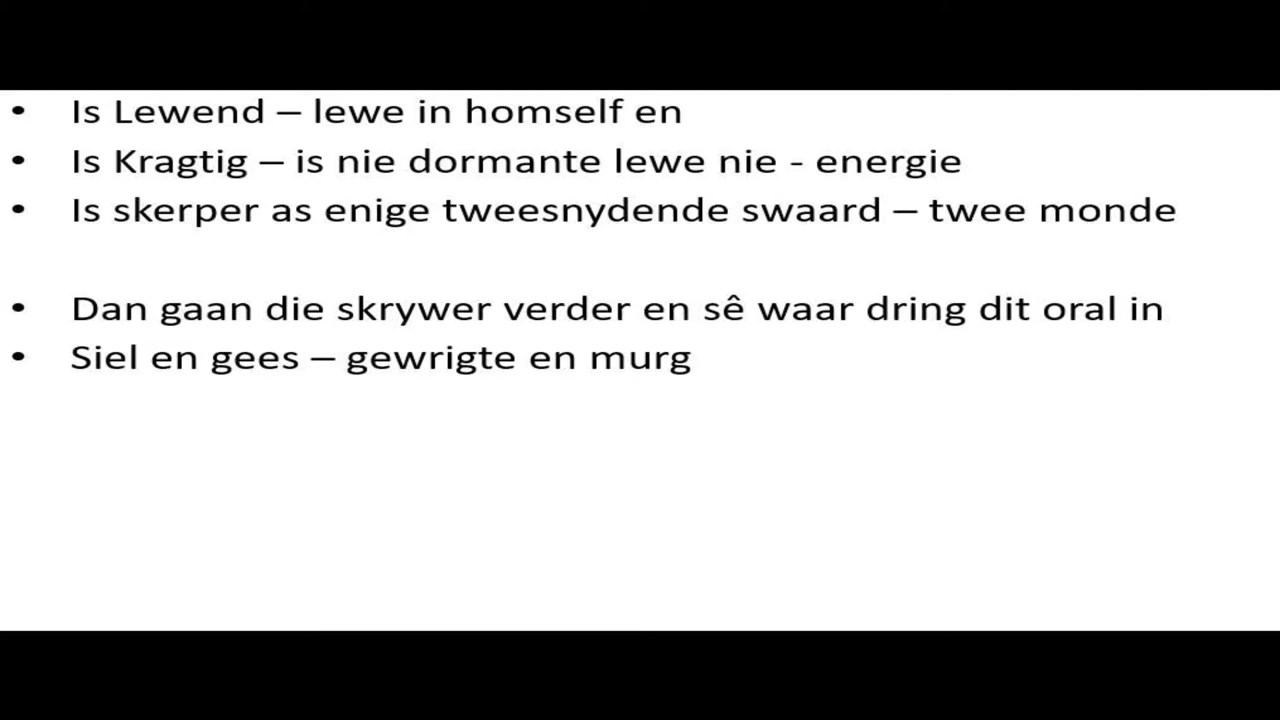 • Is Lewend – lewe in homself en
• Is Kragtig – is nie dormante lewe nie - energie
• Is skerper as enige tweesnydende swaard – twee monde
• Dan gaan die skrywer verder en sê waar dring dit oral in
• Siel en gees – gewrigte en murg